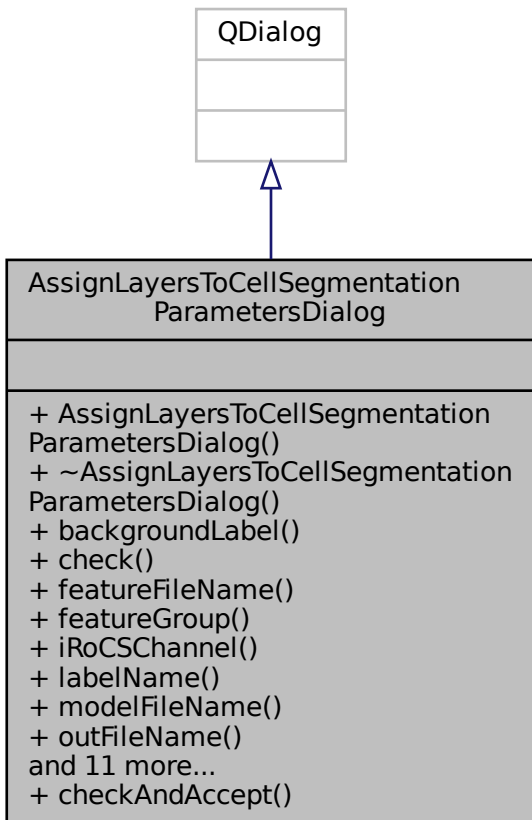 QDialog
AssignLayersToCellSegmentation
ParametersDialog
+ AssignLayersToCellSegmentation
ParametersDialog()
+ ~AssignLayersToCellSegmentation
ParametersDialog()
+ backgroundLabel()
+ check()
+ featureFileName()
+ featureGroup()
+ iRoCSChannel()
+ labelName()
+ modelFileName()
+ outFileName()
and 11 more...
+ checkAndAccept()